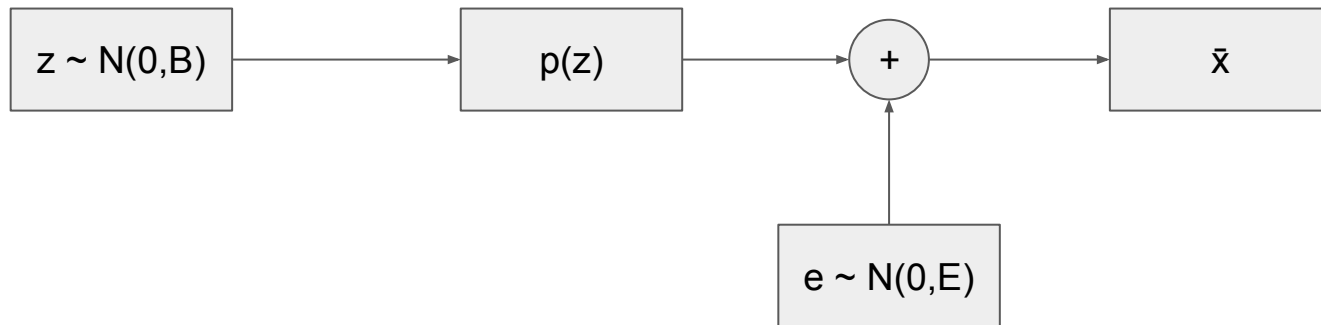 z ~ N(0,B)
p(z)
+
x̄
e ~ N(0,E)